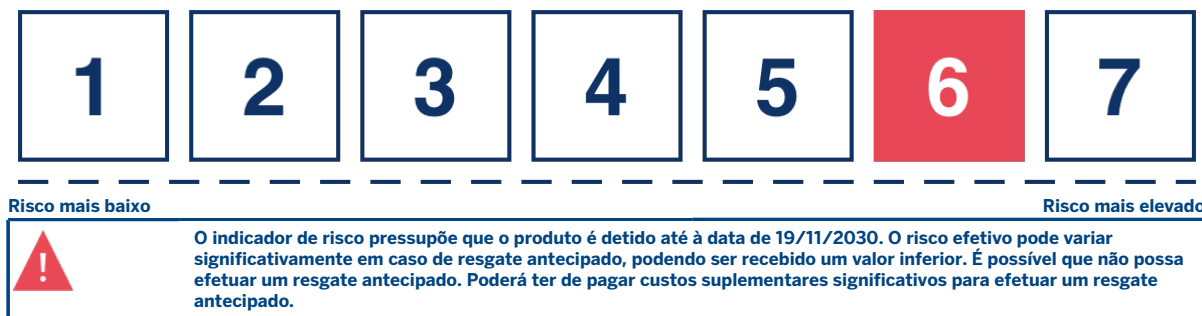 1 2 3 4 5 6 7
Risco mais baixo Risco mais elevado
!
O indicador de risco pressupõe que o produto é detido até à data de 19/11/2030. O risco efetivo pode variar
significativamente em caso de resgate antecipado, podendo ser recebido um valor inferior. É possível que não possa
efetuar um resgate antecipado. Poderá ter de pagar custos suplementares significativos para efetuar um resgate
antecipado.